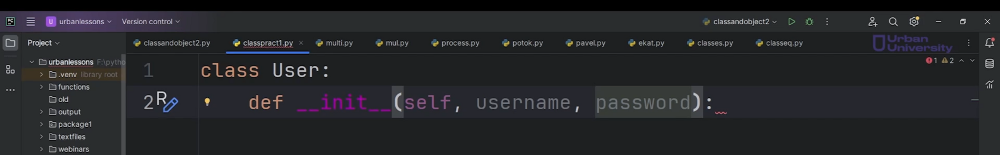 PC U urbanlessons Version control classandobject2
Project classandobject2.py classpract1.py multi.py mul.py process.py potok.py pavel.py ekat.py classes.py classeq.py Urban University
urbanlessons F:\pytho
.venv library root
functions
old
output
package1
textfiles
webinars
1 class User:
2 def __init__(self, username, password):
1 2